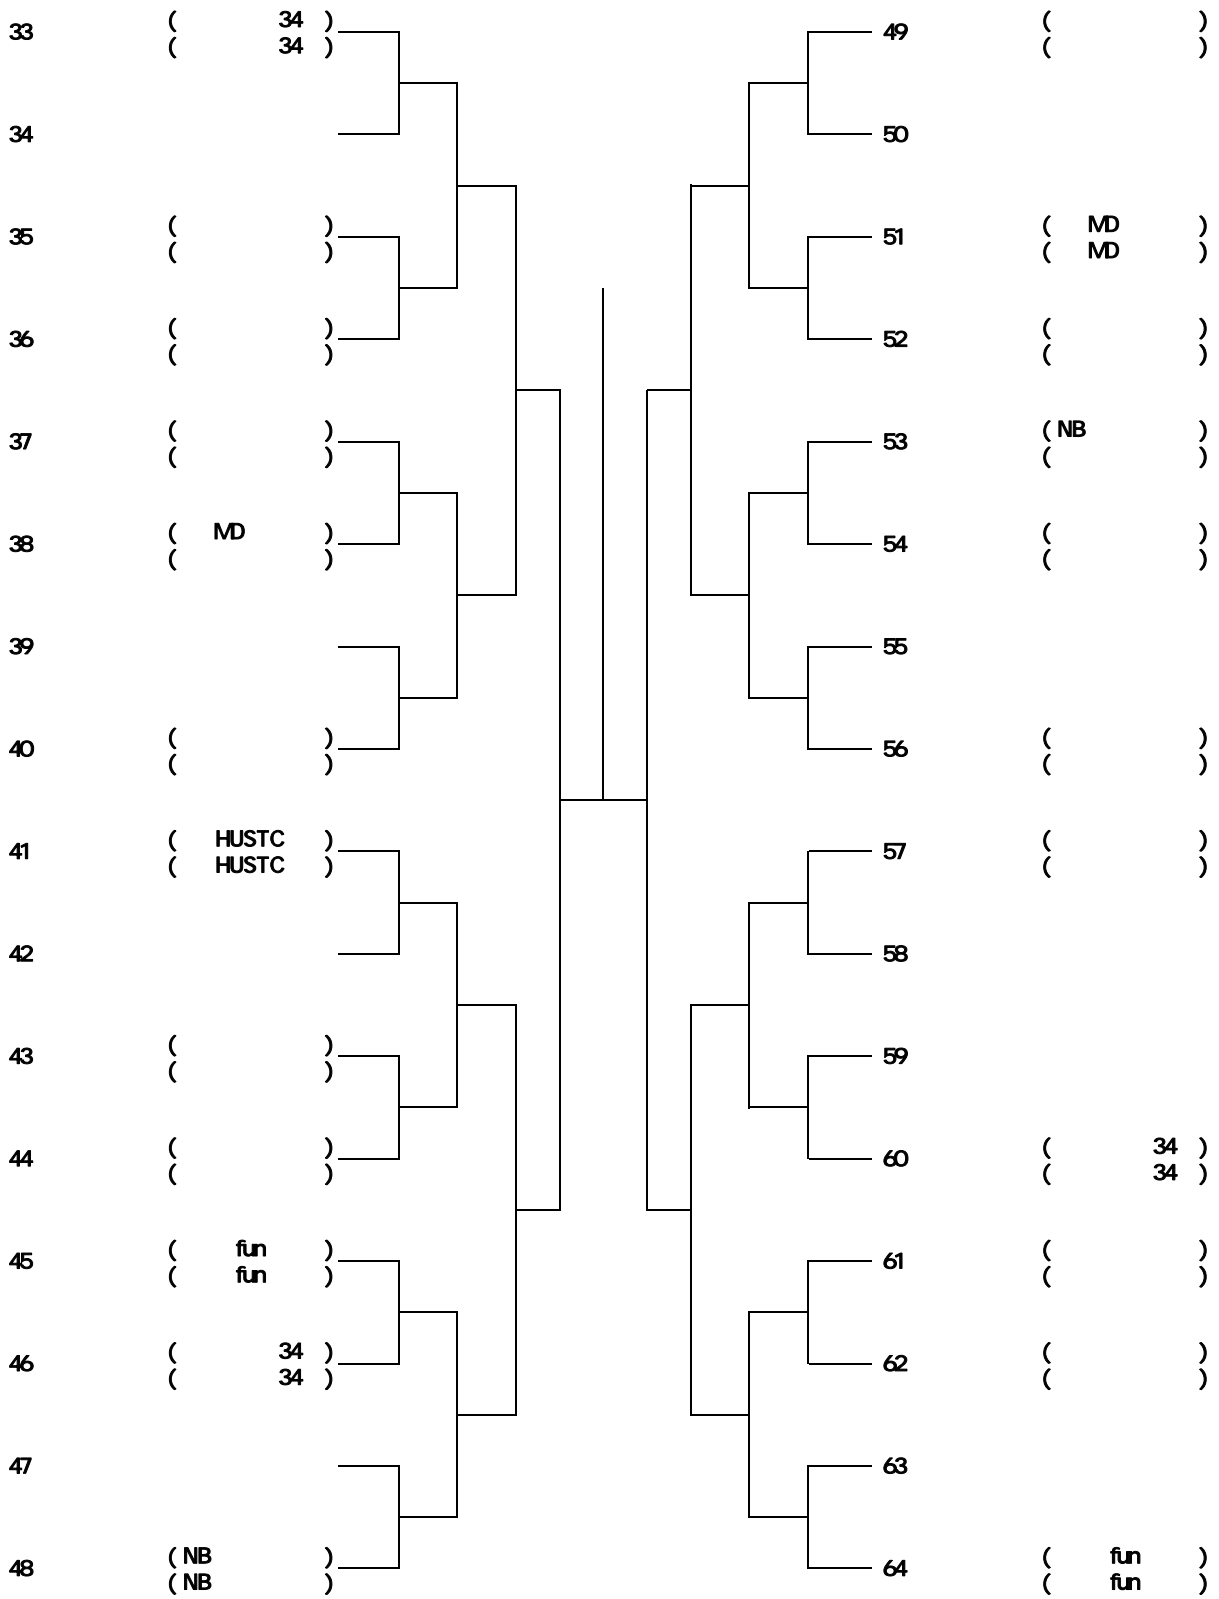 33 ( 34 )
( 34 )
34
35 ( )
( )
36 ( )
( )
37 ( )
( )
38 ( MD )
( )
39
40 ( )
( )
41 ( HUSTC )
( HUSTC )
42
43 ( )
( )
44 ( )
( )
45 ( fun )
( fun )
46 ( 34 )
( 34 )
47
48 ( NB )
( NB )
49 ( )
( )
50
51 ( MD )
( MD )
52 ( )
( )
53 ( NB )
( )
54 ( )
( )
55
56 ( )
( )
57 ( )
( )
58
59
60 ( 34 )
( 34 )
61 ( )
( )
62 ( )
( )
63
64 ( fun )
( fun )